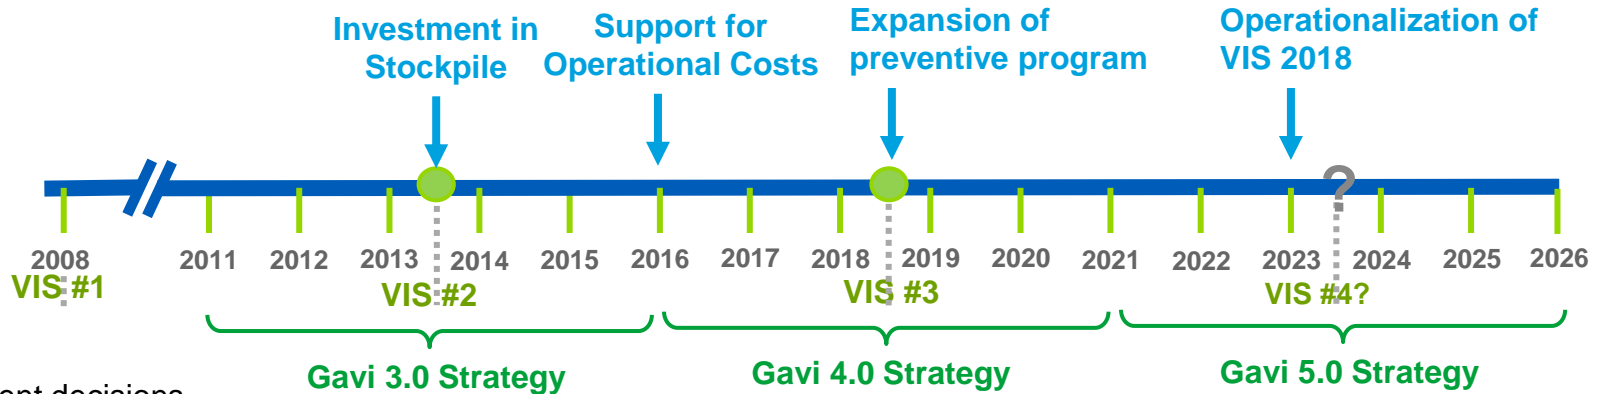 Investment in
Stockpile
Support for
Operational Costs
Expansion of
preventive program
Operationalization of
VIS 2018
?
2008 2011 2012 2013 2014 2015 2016 2017 2018 2019 2020 2021 2022 2023 2024 2025 2026
VIS #1 VIS #2 VIS #3 VIS #4?
Gavi 3.0 Strategy Gavi 4.0 Strategy Gavi 5.0 Strategy
decisions